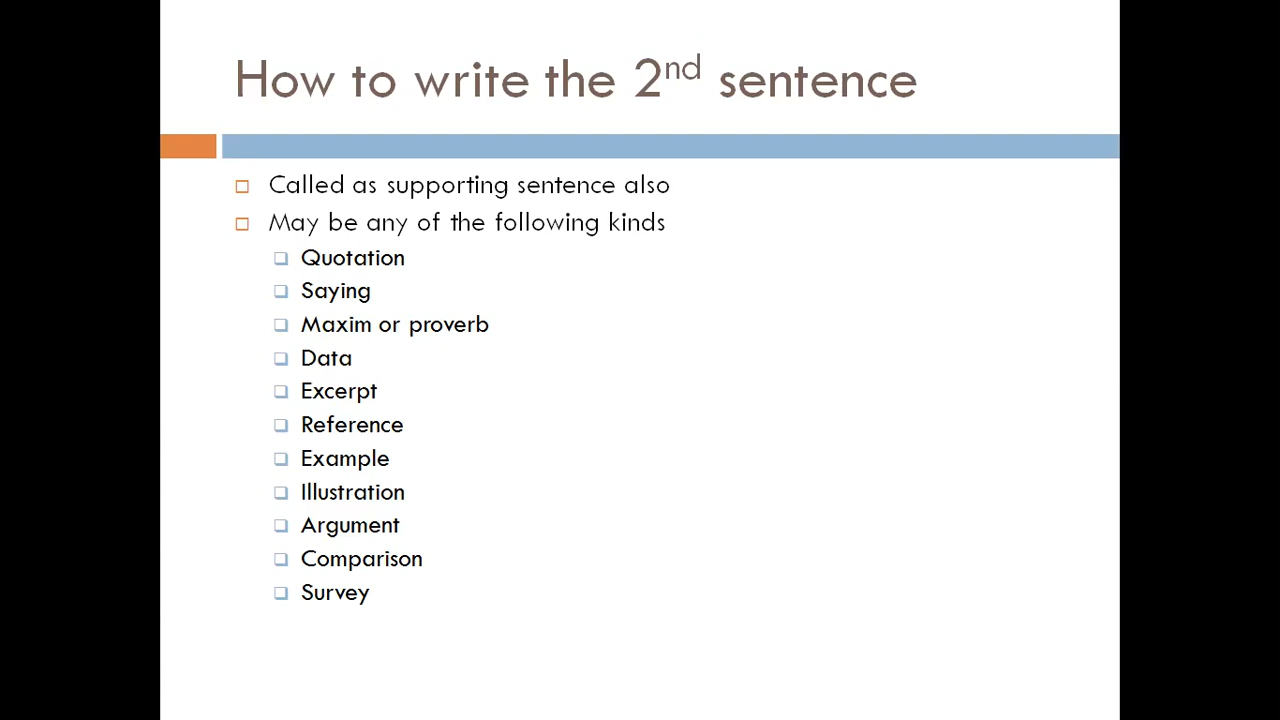 How to write the 2nd sentence
Called as supporting sentence also
May be any of the following kinds
Quotation
Saying
Maxim or proverb
Data
Excerpt
Reference
Example
Illustration
Argument
Comparison
Survey